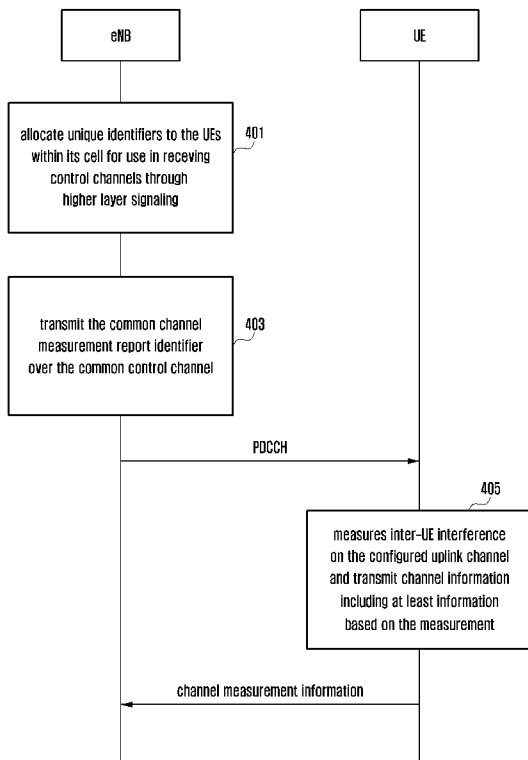 eNB
UE
allocate unique identifiers to the UEs
within its cell for use in receving
control channels through
higher layer signaling
401
transmit the common channel
measurement report identifier
over the common control channel
403
PDCCH
405
measures inter-UE interference
on the configured uplink channel
and transmit channel information
including at least information
based on the measurement
channel measurement information